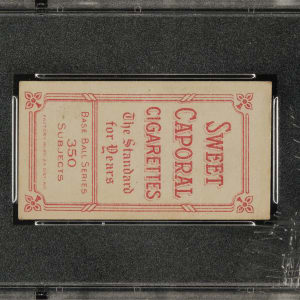 SWEET
CAPORAL
CIGARETTES
The Standard
for Years
BASE BALL SERIES
350
SUBJECTS